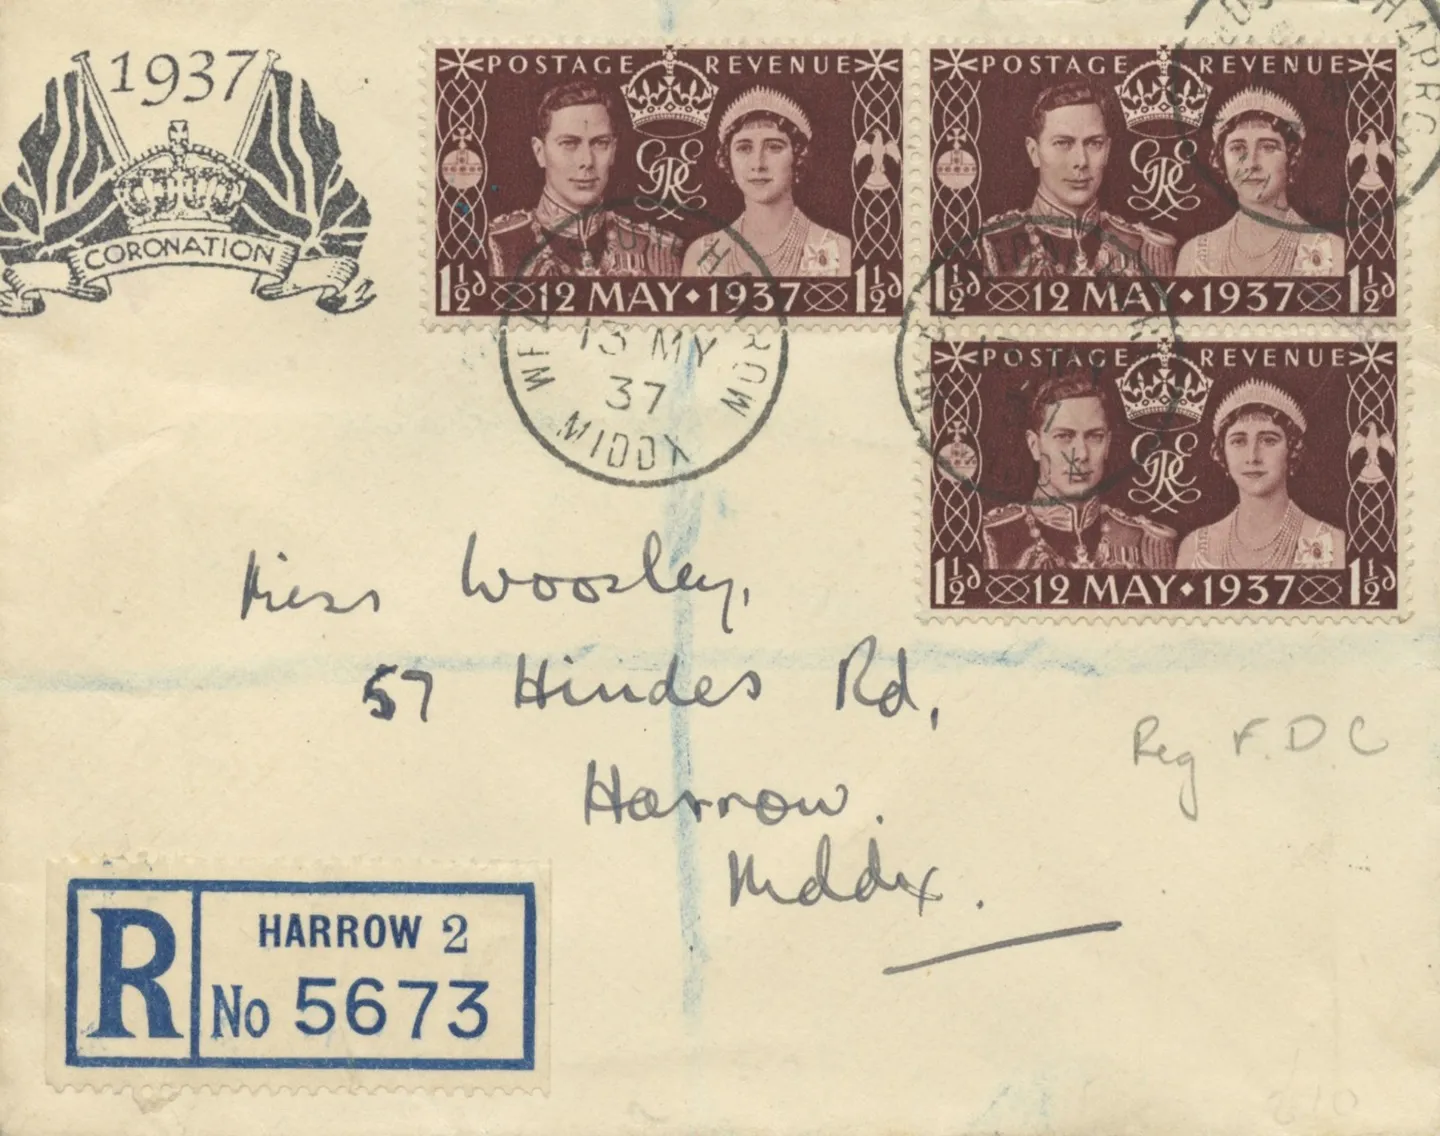 1937
CORONATION
POSTAGE REVENUE
1½d 12 MAY • 1937 1½d
POSTAGE REVENUE
1½d 12 MAY • 1937 1½d
POSTAGE REVENUE
1½d 12 MAY • 1937 1½d
HARROW
13 MY
37
MIDDX
Miss Woosley,
57 Hindes Rd,
Harrow.
Middx.
Reg F.D.C
R
HARROW 2
No 5673